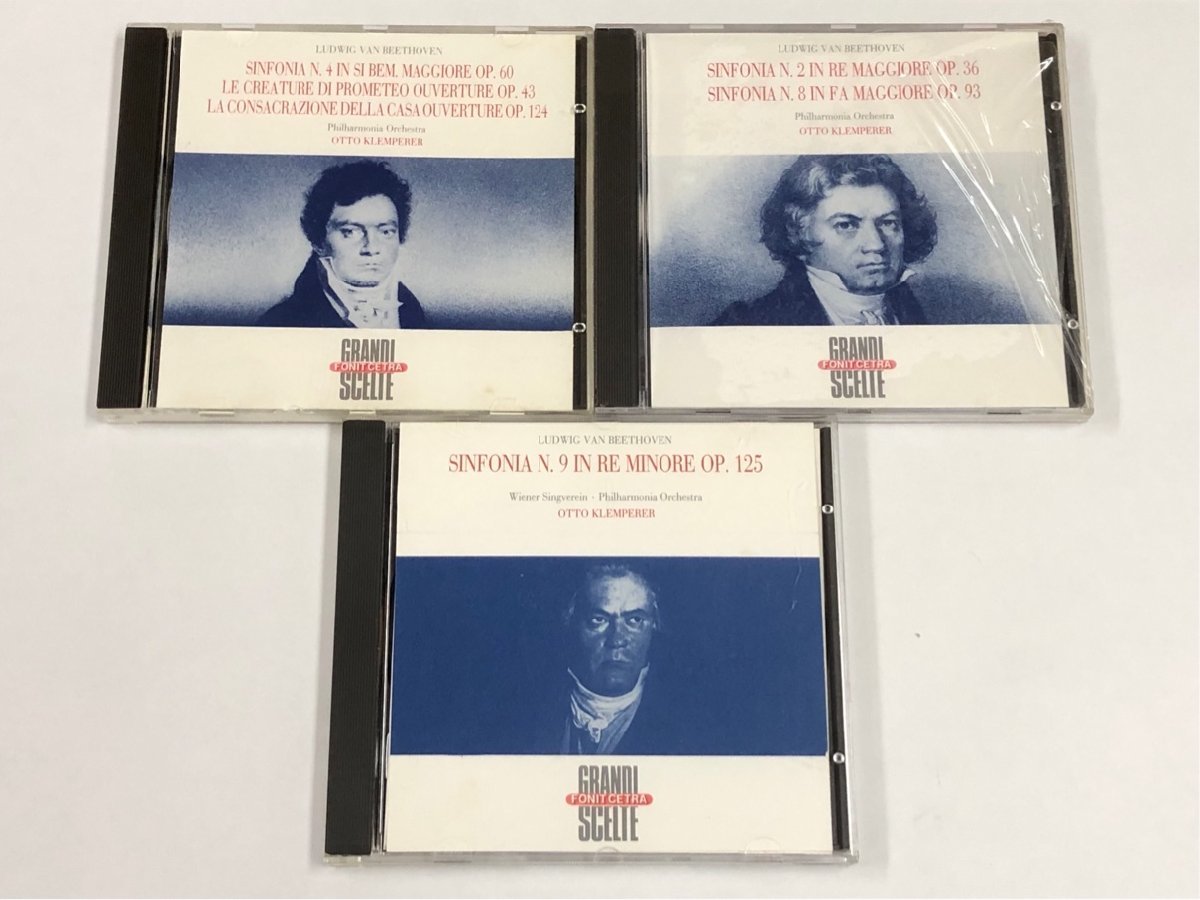 LUDWIG VAN BEETHOVEN
SINFONIA N. 4 IN SI BEM. MAGGIORE OP. 60
LE CREATURE DI PROMETEO OUVERTURE OP. 43
LA CONSACRAZIONE DELLA CASA OUVERTURE OP. 124
Philharmonia Orchestra
OTTO KLEMPERER
GRANDI
FONIT CETRA
SCELTE
LUDWIG VAN BEETHOVEN
SINFONIA N. 2 IN RE MAGGIORE OP. 36
SINFONIA N. 8 IN FA MAGGIORE OP. 93
Philharmonia Orchestra
OTTO KLEMPERER
GRANDI
FONIT CETRA
SCELTE
LUDWIG VAN BEETHOVEN
SINFONIA N. 9 IN RE MINORE OP. 125
Wiener Singverein · Philharmonia Orchestra
OTTO KLEMPERER
GRANDI
FONIT CETRA
SCELTE